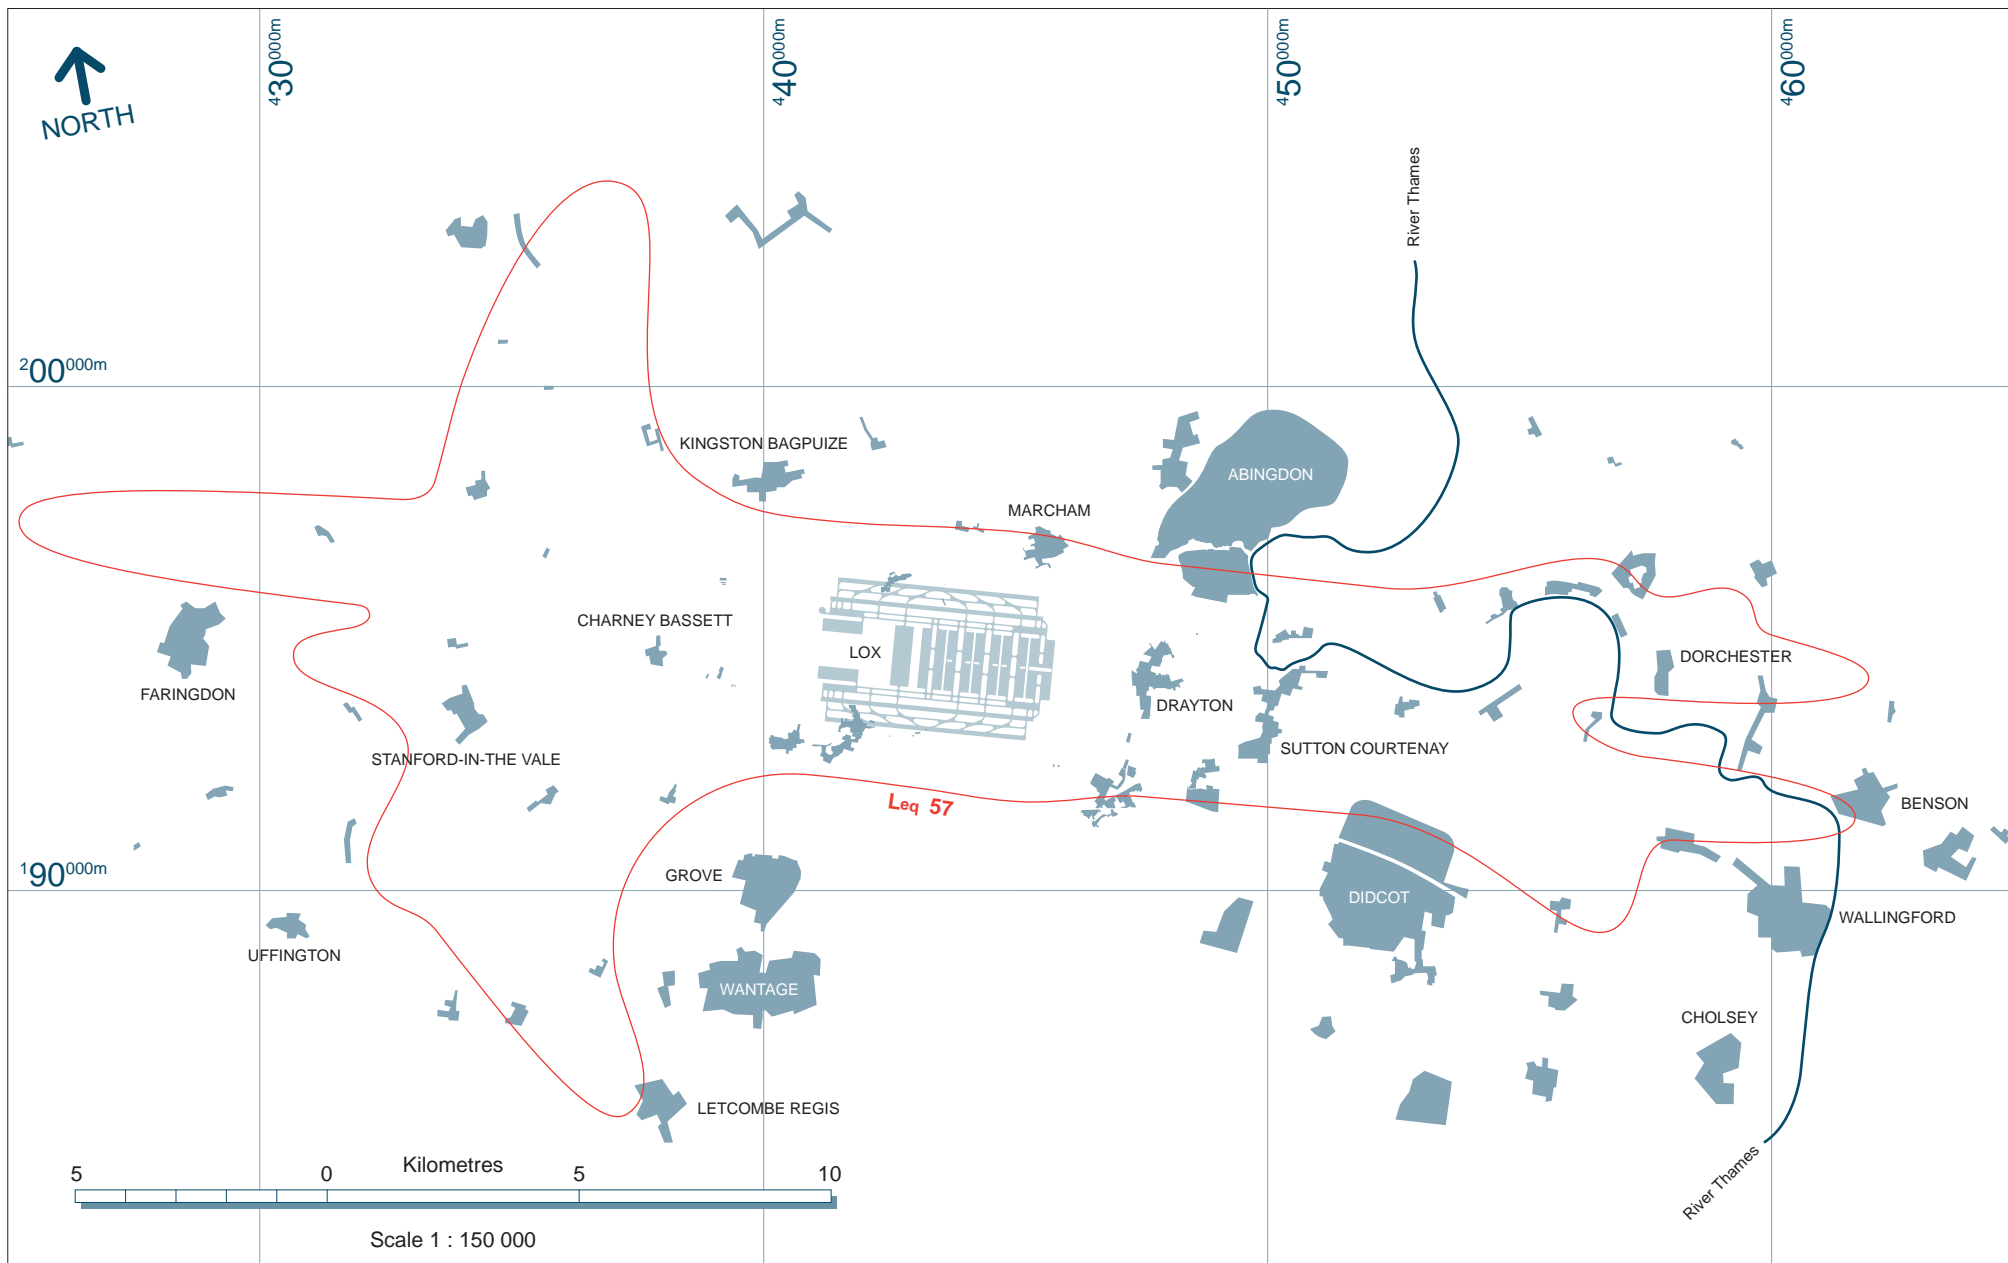 NORTH
430000m
440000m
450000m
460000m
River Thames
200000m
KINGSTON BAGPUIZE
ABINGDON
MARCHAM
CHARNEY BASSETT
LOX
DORCHESTER
FARINGDON
DRAYTON
STANFORD-IN-THE VALE
SUTTON COURTENAY
Leq 57
BENSON
190000m
GROVE
DIDCOT
WALLINGFORD
UFFINGTON
WANTAGE
CHOLSEY
LETCOMBE REGIS
River Thames
Kilometres
5 0 5 10
Scale 1 : 150 000